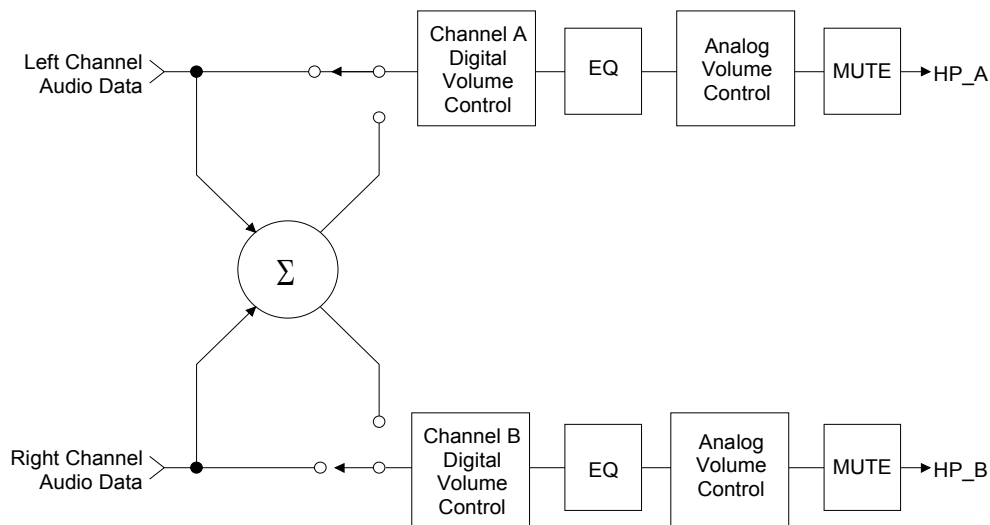 Left Channel
Audio Data
Channel A
Digital
Volume
Control
EQ
Analog
Volume
Control
MUTE
HP_A
Σ
Right Channel
Audio Data
Channel B
Digital
Volume
Control
EQ
Analog
Volume
Control
MUTE
HP_B